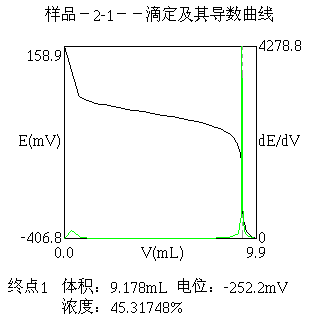 样品－2-1－－滴定及其导数曲线
158.9
4278.8
E(mV)
dE/dV
-406.8
0
0.0
V(mL)
9.9
终点1 体积：9.178mL 电位：-252.2mV
浓度：45.31748%